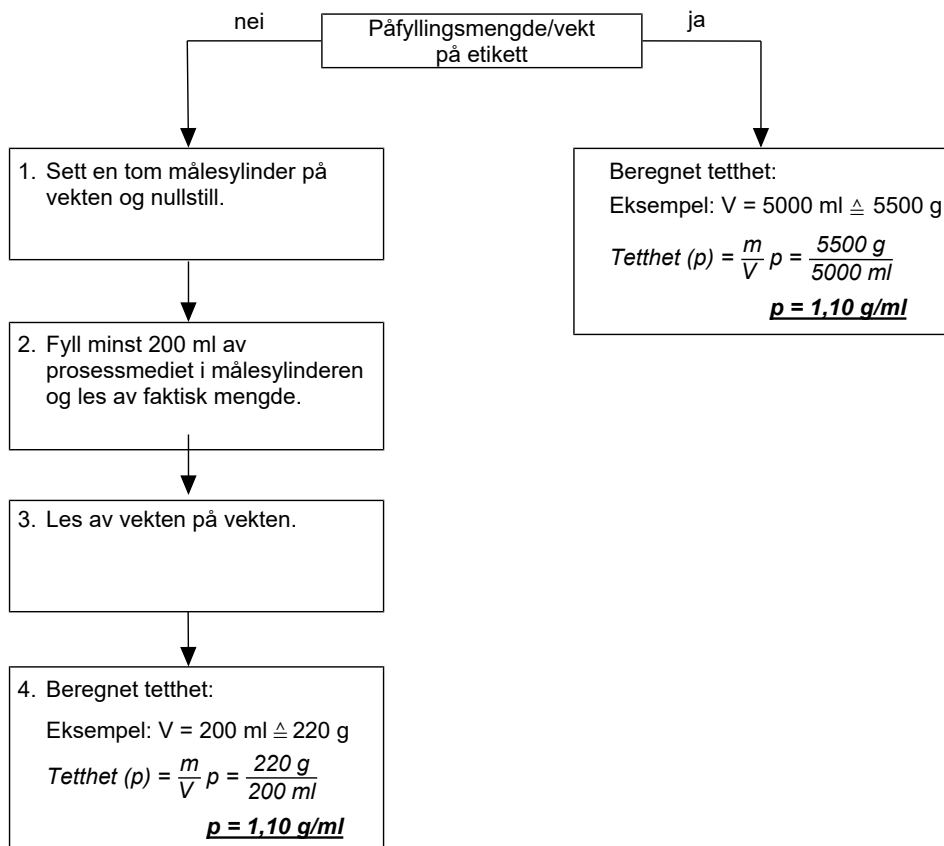 nei
Påfyllingsmengde/vekt
på etikett
ja
1. Sett en tom målesylinder på
vekten og nullstill.
2. Fyll minst 200 ml av
prosessmediet i målesylinderen
og les av faktisk mengde.
3. Les av vekten på vekten.
4. Beregnet tetthet:
Eksempel: V = 200 ml ≙ 220 g
Tetthet (p) = m/V p = 220 g/200 ml
p = 1,10 g/ml
Beregnet tetthet:
Eksempel: V = 5000 ml ≙ 5500 g
Tetthet (p) = m/V p = 5500 g/5000 ml
p = 1,10 g/ml